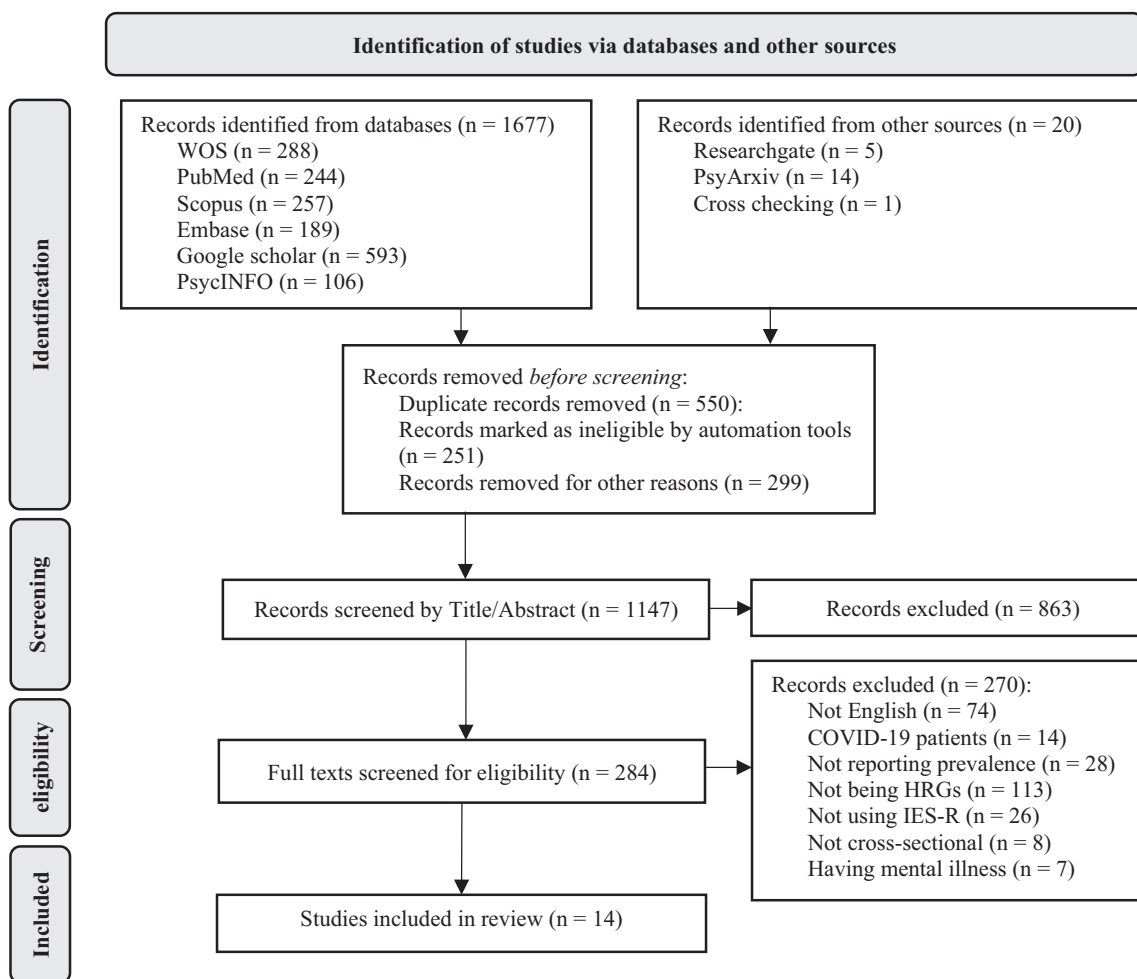 Identification of studies via databases and other sources
Identification
Records identified from databases (n = 1677)
WOS (n = 288)
PubMed (n = 244)
Scopus (n = 257)
Embase (n = 189)
Google scholar (n = 593)
PsycINFO (n = 106)
Records identified from other sources (n = 20)
Researchgate (n = 5)
PsyArxiv (n = 14)
Cross checking (n = 1)
Records removed before screening:
Duplicate records removed (n = 550):
Records marked as ineligible by automation tools
(n = 251)
Records removed for other reasons (n = 299)
Screening
Records screened by Title/Abstract (n = 1147)
Records excluded (n = 863)
eligibility
Full texts screened for eligibility (n = 284)
Records excluded (n = 270):
Not English (n = 74)
COVID-19 patients (n = 14)
Not reporting prevalence (n = 28)
Not being HRGs (n = 113)
Not using IES-R (n = 26)
Not cross-sectional (n = 8)
Having mental illness (n = 7)
Included
Studies included in review (n = 14)